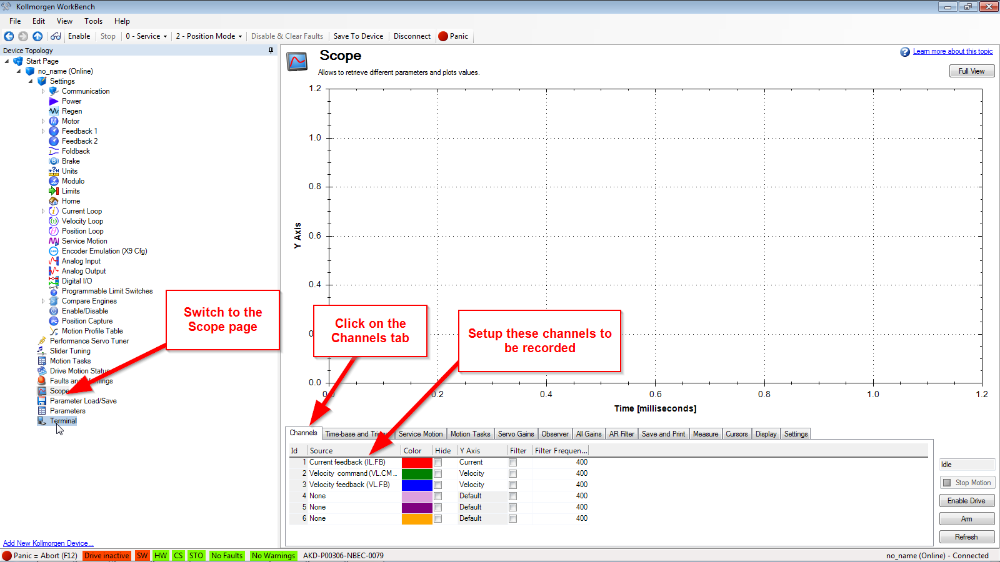 Kollmorgen WorkBench
File Edit View Tools Help
Enable Stop 0 - Service 2 - Position Mode Disable & Clear Faults Save To Device Disconnect Panic
Device Topology
Start Page
no_name (Online)
Settings
Communication
Power
Regen
Motor
Feedback 1
Feedback 2
Foldback
Brake
Units
Modulo
Limits
Home
Current Loop
Velocity Loop
Position Loop
Service Motion
Encoder Emulation (X9 Cfg)
Analog Input
Analog Output
Digital I/O
Programmable Limit Switches
Compare Engines
Enable/Disable
Position Capture
Motion Profile Table
Performance Servo Tuner
Slider Tuning
Motion Tasks
Drive Motion Status
Faults and
Scope
Parameter Load/Save
Parameters
Terminal
Add New Kollmorgen Device...
Switch to the
Scope page
Scope
Allows to retrieve different parameters and plots values.
Learn more about this topic
Full View
1.2
1.0
0.8
0.6
0.4
0.0
Y Axis
0.0 0.2 0.4 0.6 0.8 1.0 1.2
Time [milliseconds]
Click on the
Channels tab
Setup these channels to
be recorded
Channels Time-base and Service Motion Motion Tasks Servo Gains Observer All Gains AR Filter Save and Print Measure Cursors Display Settings
Id Source Color Hide Y Axis Filter Filter Frequen...
1 Current feedback (IL.FB) Current 400
2 Velocity command (VL.CM... Velocity 400
3 Velocity feedback (VL.FB) Velocity 400
4 None Default 400
5 None Default 400
6 None Default 400
Idle
Stop Motion
Enable Drive
Arm
Refresh
Panic = Abort (F12) Drive inactive SW HW CS STO No Faults No Warnings AKD-P00306-NBEC-0079 no_name (Online) - Connected